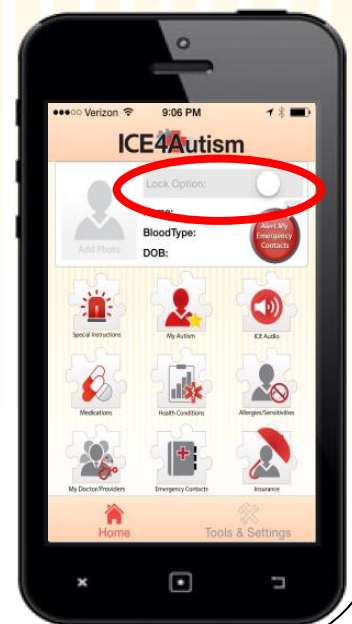 Verizon 9:06 PM
ICE4Autism
Lock Option:
BloodType:
DOB:
Add Photo
Alert My
Emergency
Contacts
Special Instructions
My Autism
ICE Audio
Medications
Health Conditions
Allergies/Sensitivities
My Doctor/Providers
Emergency Contacts
Insurance
Home
Tools & Settings